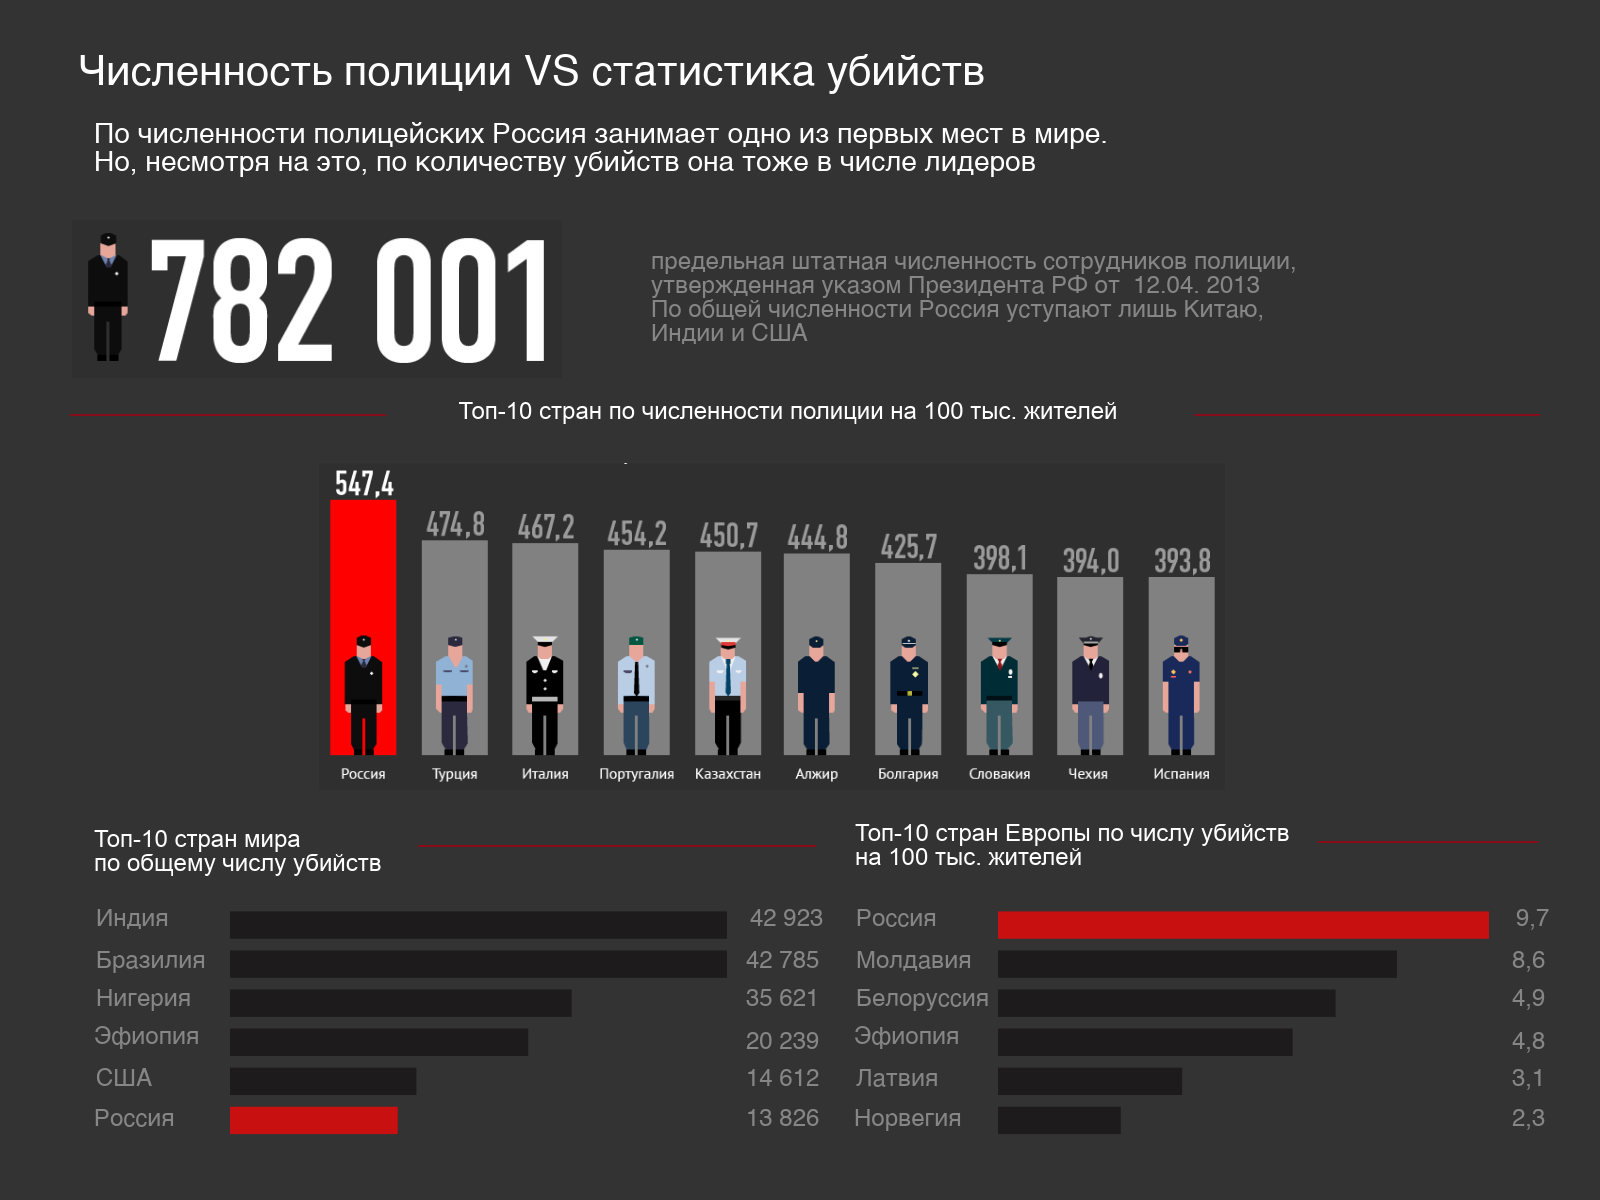 Численность полиции VS статистика убийств
По численности полицейских Россия занимает одно из первых мест в мире.
Но, несмотря на это, по количеству убийств она тоже в числе лидеров
782 001
предельная штатная численность сотрудников полиции,
утвержденная указом Президента РФ от 12.04. 2013
По общей численности Россия уступают лишь Китаю,
Индии и США
Топ-10 стран по численности полиции на 100 тыс. жителей
547,4 474,8 467,2 454,2 450,7 444,8 425,7 398,1 394,0 393,8
Россия Турция Италия Португалия Казахстан Алжир Болгария Словакия Чехия Испания
Топ-10 стран мира
по общему числу убийств
Индия 42 923
Бразилия 42 785
Нигерия 35 621
Эфиопия 20 239
США 14 612
Россия 13 826
Топ-10 стран Европы по числу убийств
на 100 тыс. жителей
Россия 9,7
Молдавия 8,6
Белоруссия 4,9
Эфиопия 4,8
Латвия 3,1
Норвегия 2,3